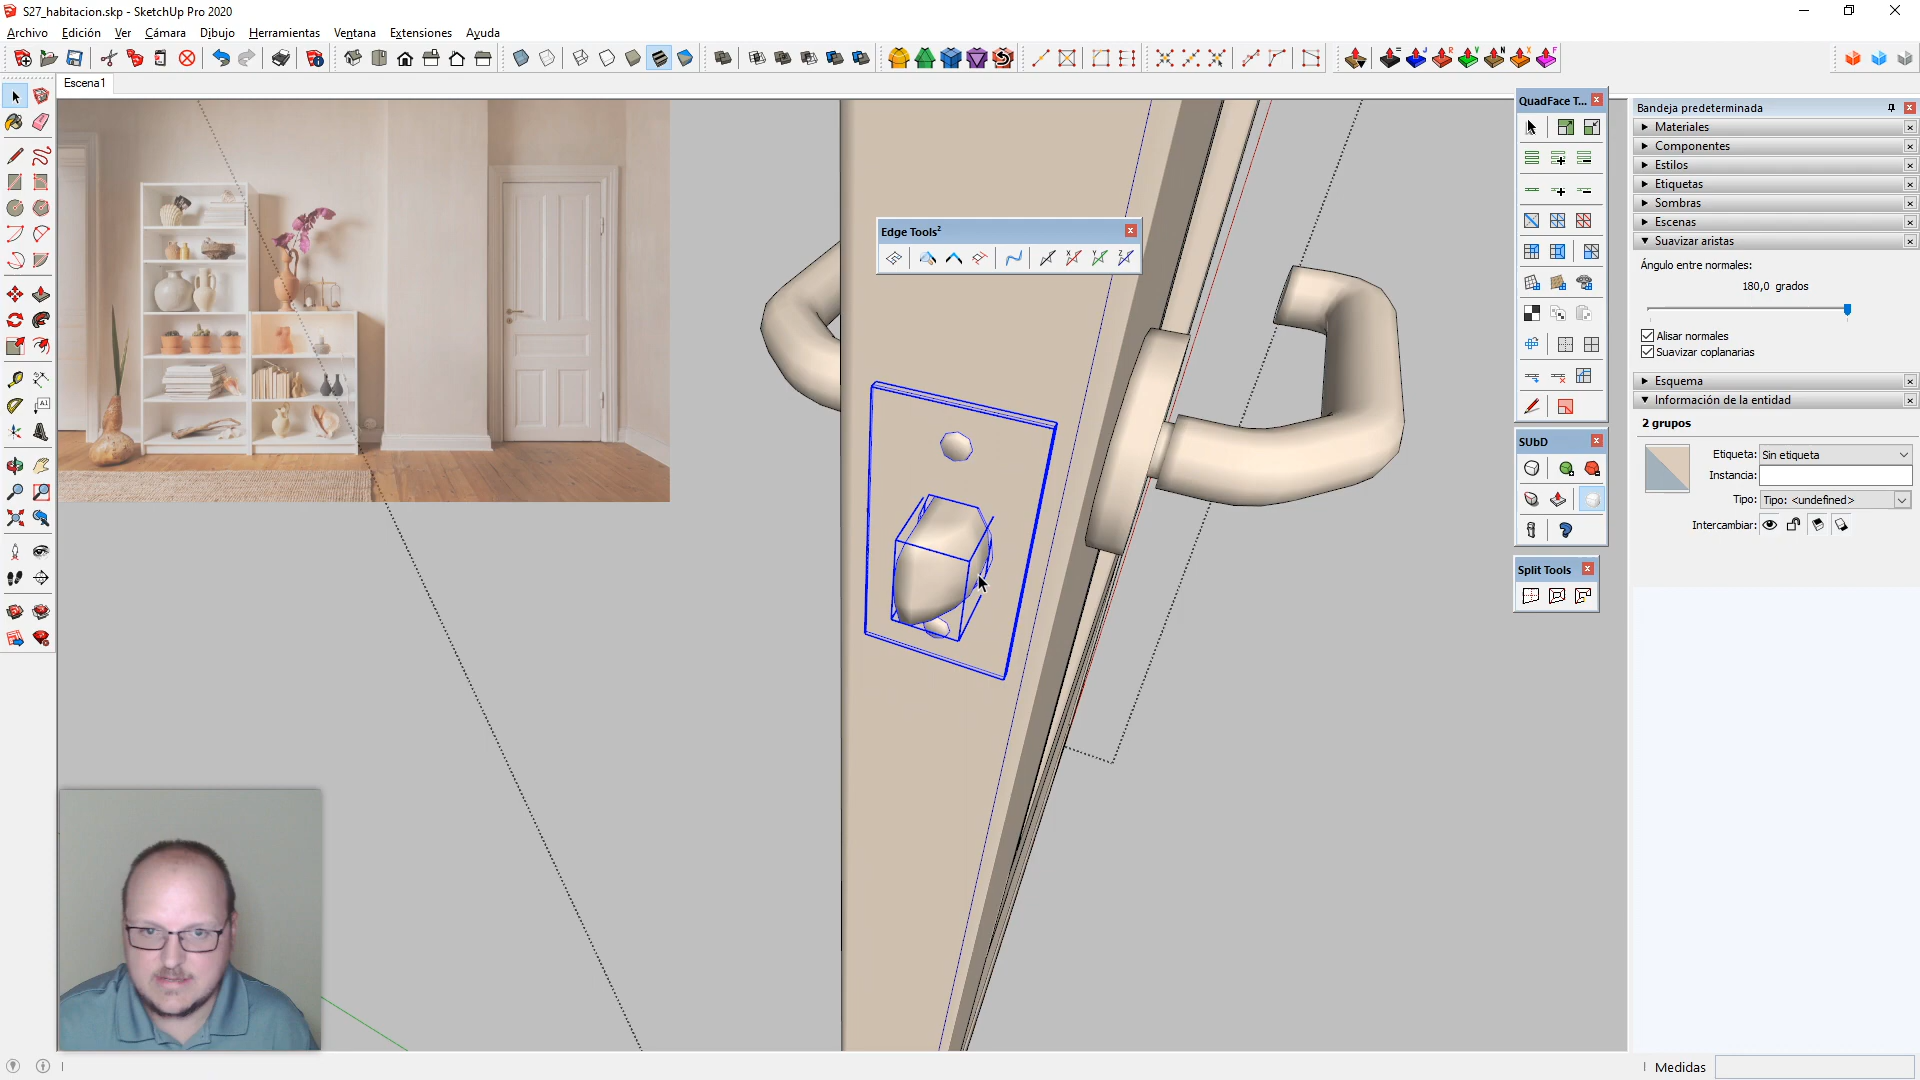 S27_habitacion.skp - SketchUp Pro 2020
Archivo Edición Ver Cámara Dibujo Herramientas Ventana Extensiones Ayuda
Escena1
QuadFace T...
Bandeja predeterminada
Materiales
Componentes
Estilos
Etiquetas
Sombras
Escenas
Suavizar aristas
Edge Tools²
Ángulo entre normales:
180,0 grados
Alisar normales
Suavizar coplanarias
Esquema
Información de la entidad
2 grupos
SUbD
Etiqueta: Sin etiqueta
Instancia:
Tipo: Tipo: <undefined>
Intercambiar:
Split Tools
Medidas